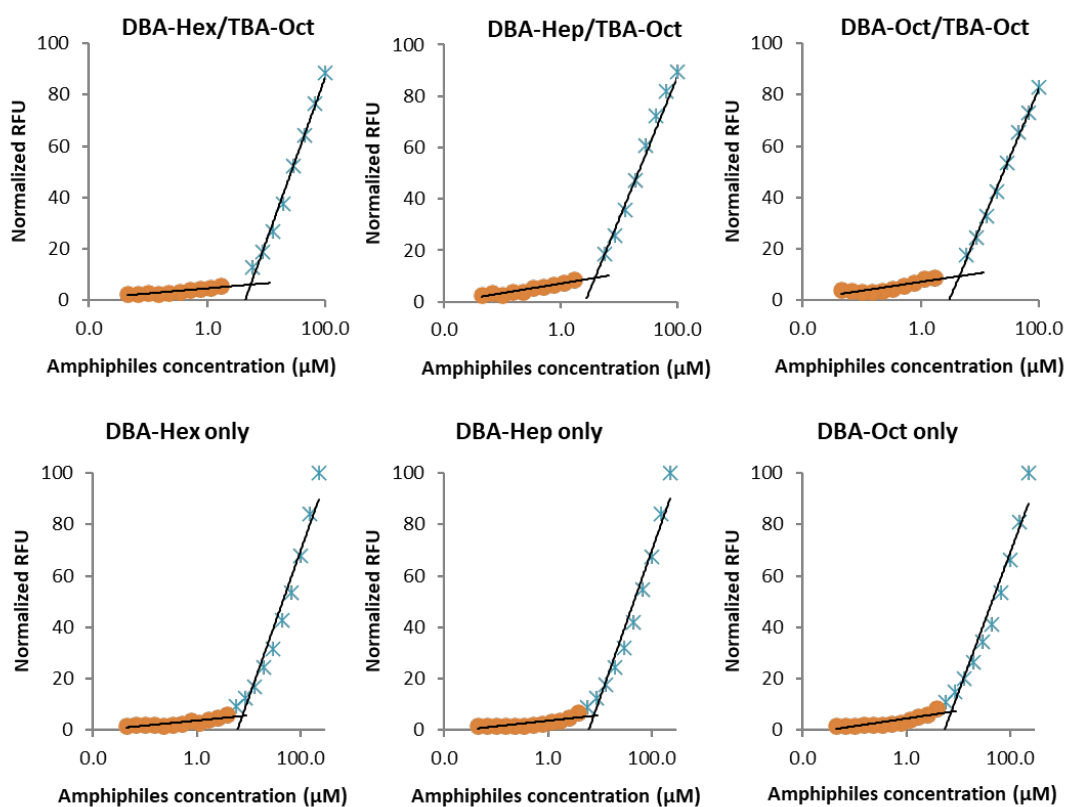 DBA-Hex/TBA-Oct
100
80
60
40
20
0
Normalized RFU
0.0 1.0 100.0
Amphiphiles concentration (µM)
DBA-Hep/TBA-Oct
100
80
60
40
20
0
Normalized RFU
0.0 1.0 100.0
Amphiphiles concentration (µM)
DBA-Oct/TBA-Oct
100
80
60
40
20
0
Normalized RFU
0.0 1.0 100.0
Amphiphiles concentration (µM)
DBA-Hex only
100
80
60
40
20
0
Normalized RFU
0.0 1.0 100.0
Amphiphiles concentration (µM)
DBA-Hep only
100
80
60
40
20
0
Normalized RFU
0.0 1.0 100.0
Amphiphiles concentration (µM)
DBA-Oct only
100
80
60
40
20
0
Normalized RFU
0.0 1.0 100.0
Amphiphiles concentration (µM)